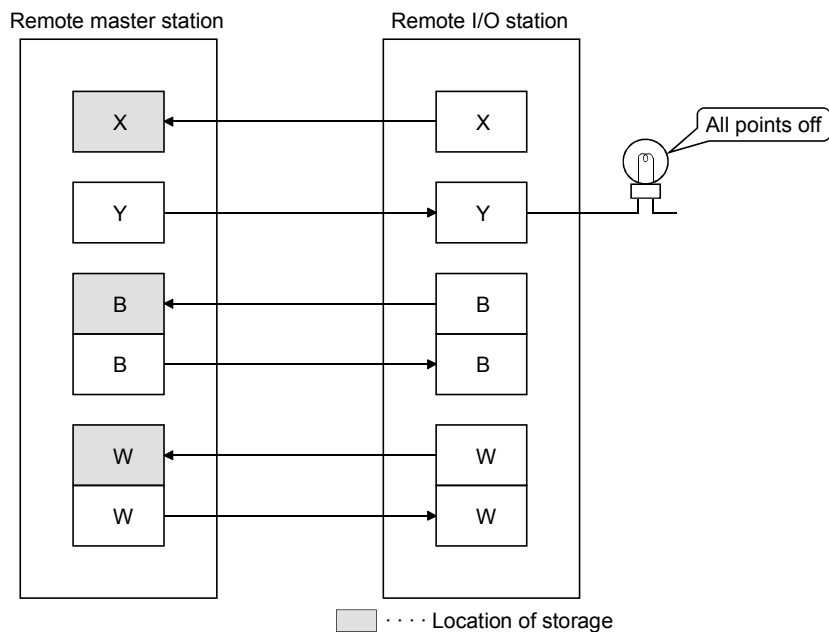 Remote master station
Remote I/O station
X
X
All points off
Y
Y
B
B
B
B
W
W
W
W
· · · · Location of storage